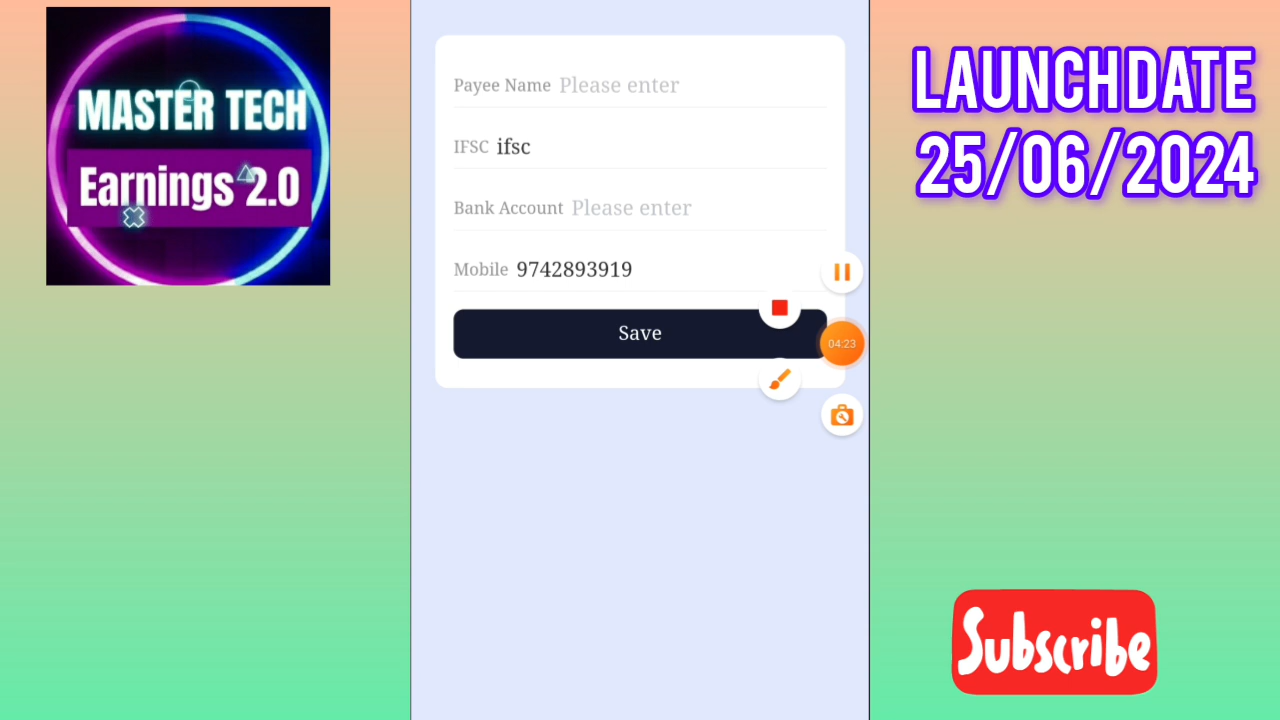 MASTER TECH
Earnings 2.0
Payee Name Please enter
IFSC ifsc
Bank Account Please enter
Mobile 9742893919
Save
04:23
LAUNCHDATE
25/06/2024
Subscribe